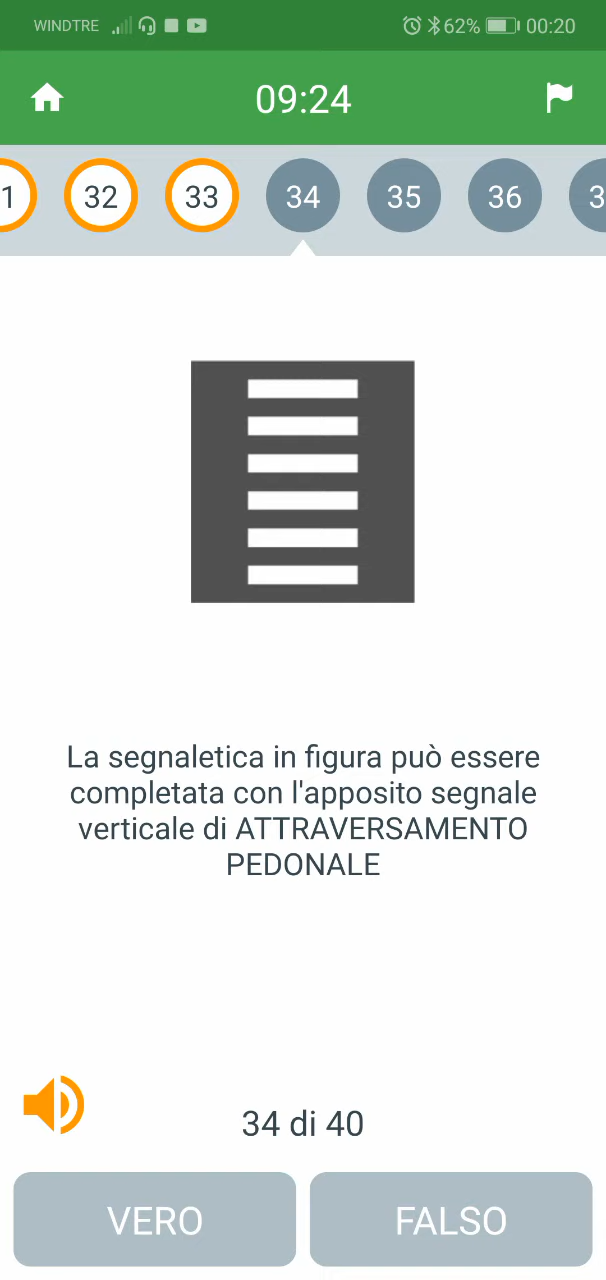 WINDTRE 62% 00:20
09:24
1 32 33 34 35 36 3
La segnaletica in figura può essere
completata con l'apposito segnale
verticale di ATTRAVERSAMENTO
PEDONALE
34 di 40
VERO FALSO